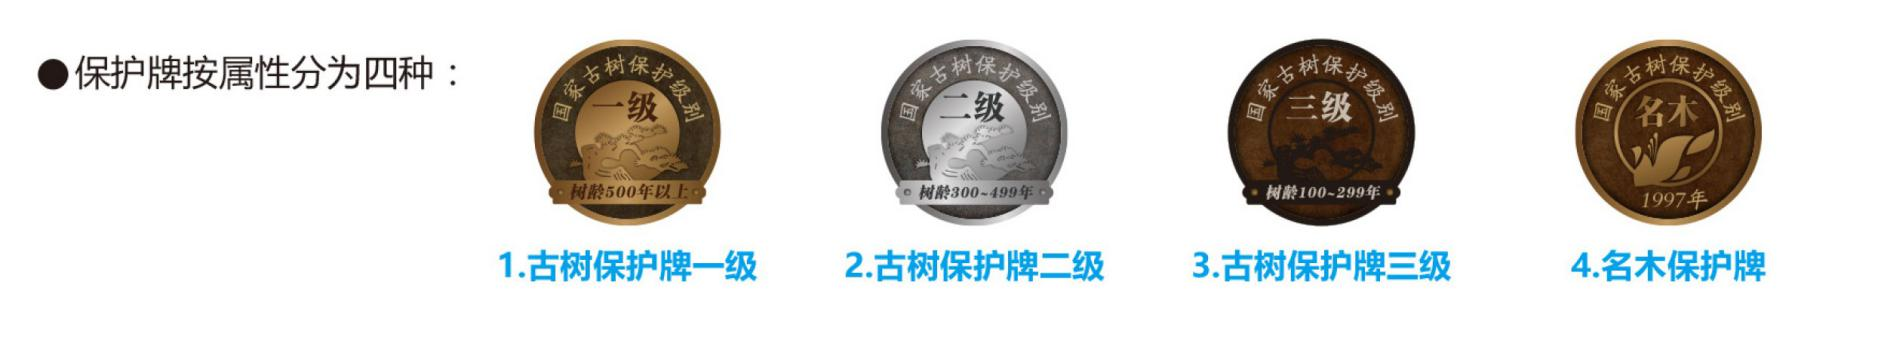 ●保护牌按属性分为四种：
国家古树保护级别
一级
树龄500年以上
1.古树保护牌一级
国家古树保护级别
二级
树龄300~499年
2.古树保护牌二级
国家古树保护级别
三级
树龄100~299年
3.古树保护牌三级
国家古树保护级别
名木
1997年
4.名木保护牌